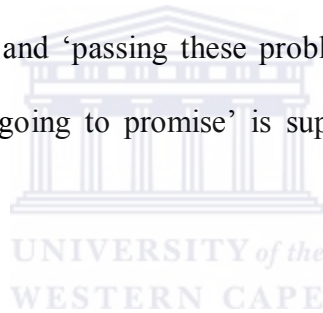 and ‘passing these probl
going to promise’ is sup
UNIVERSITY of the
WESTERN CAPE